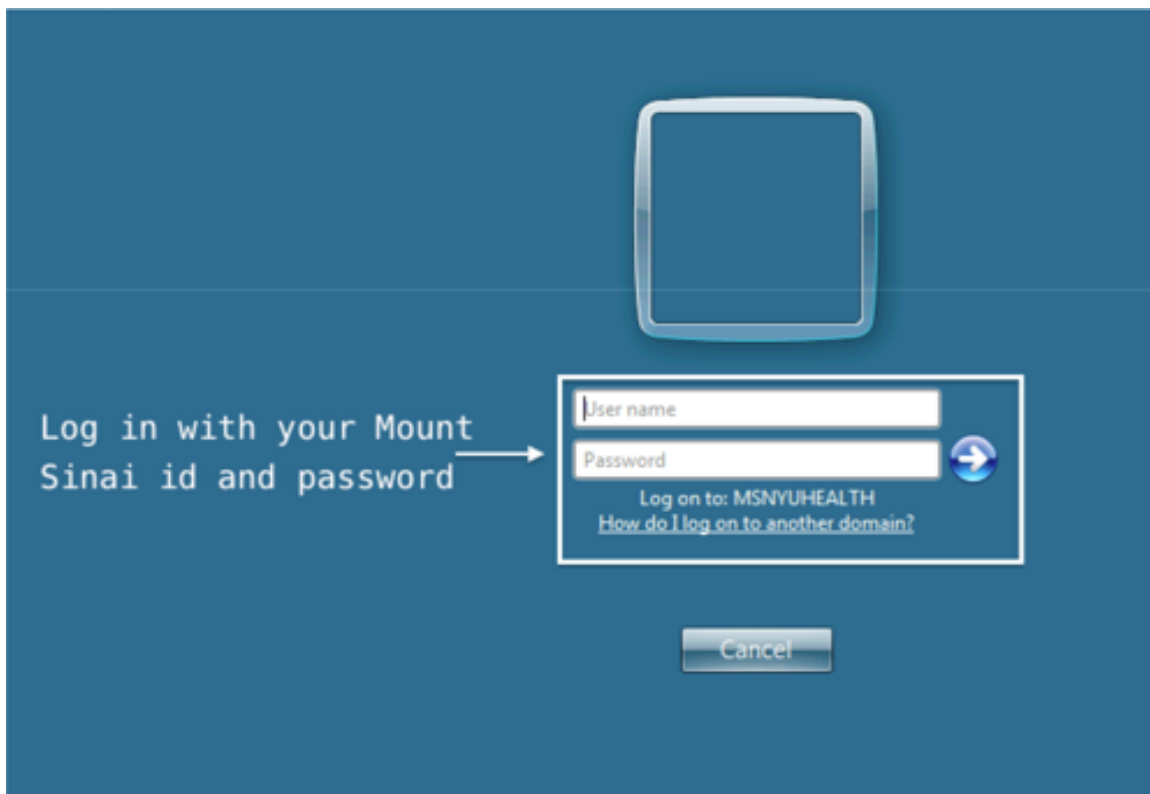 User name
Log in with your Mount
Sinai id and password
Password
Log on to: MSNYUHEALTH
How do I log on to another domain?
Cancel